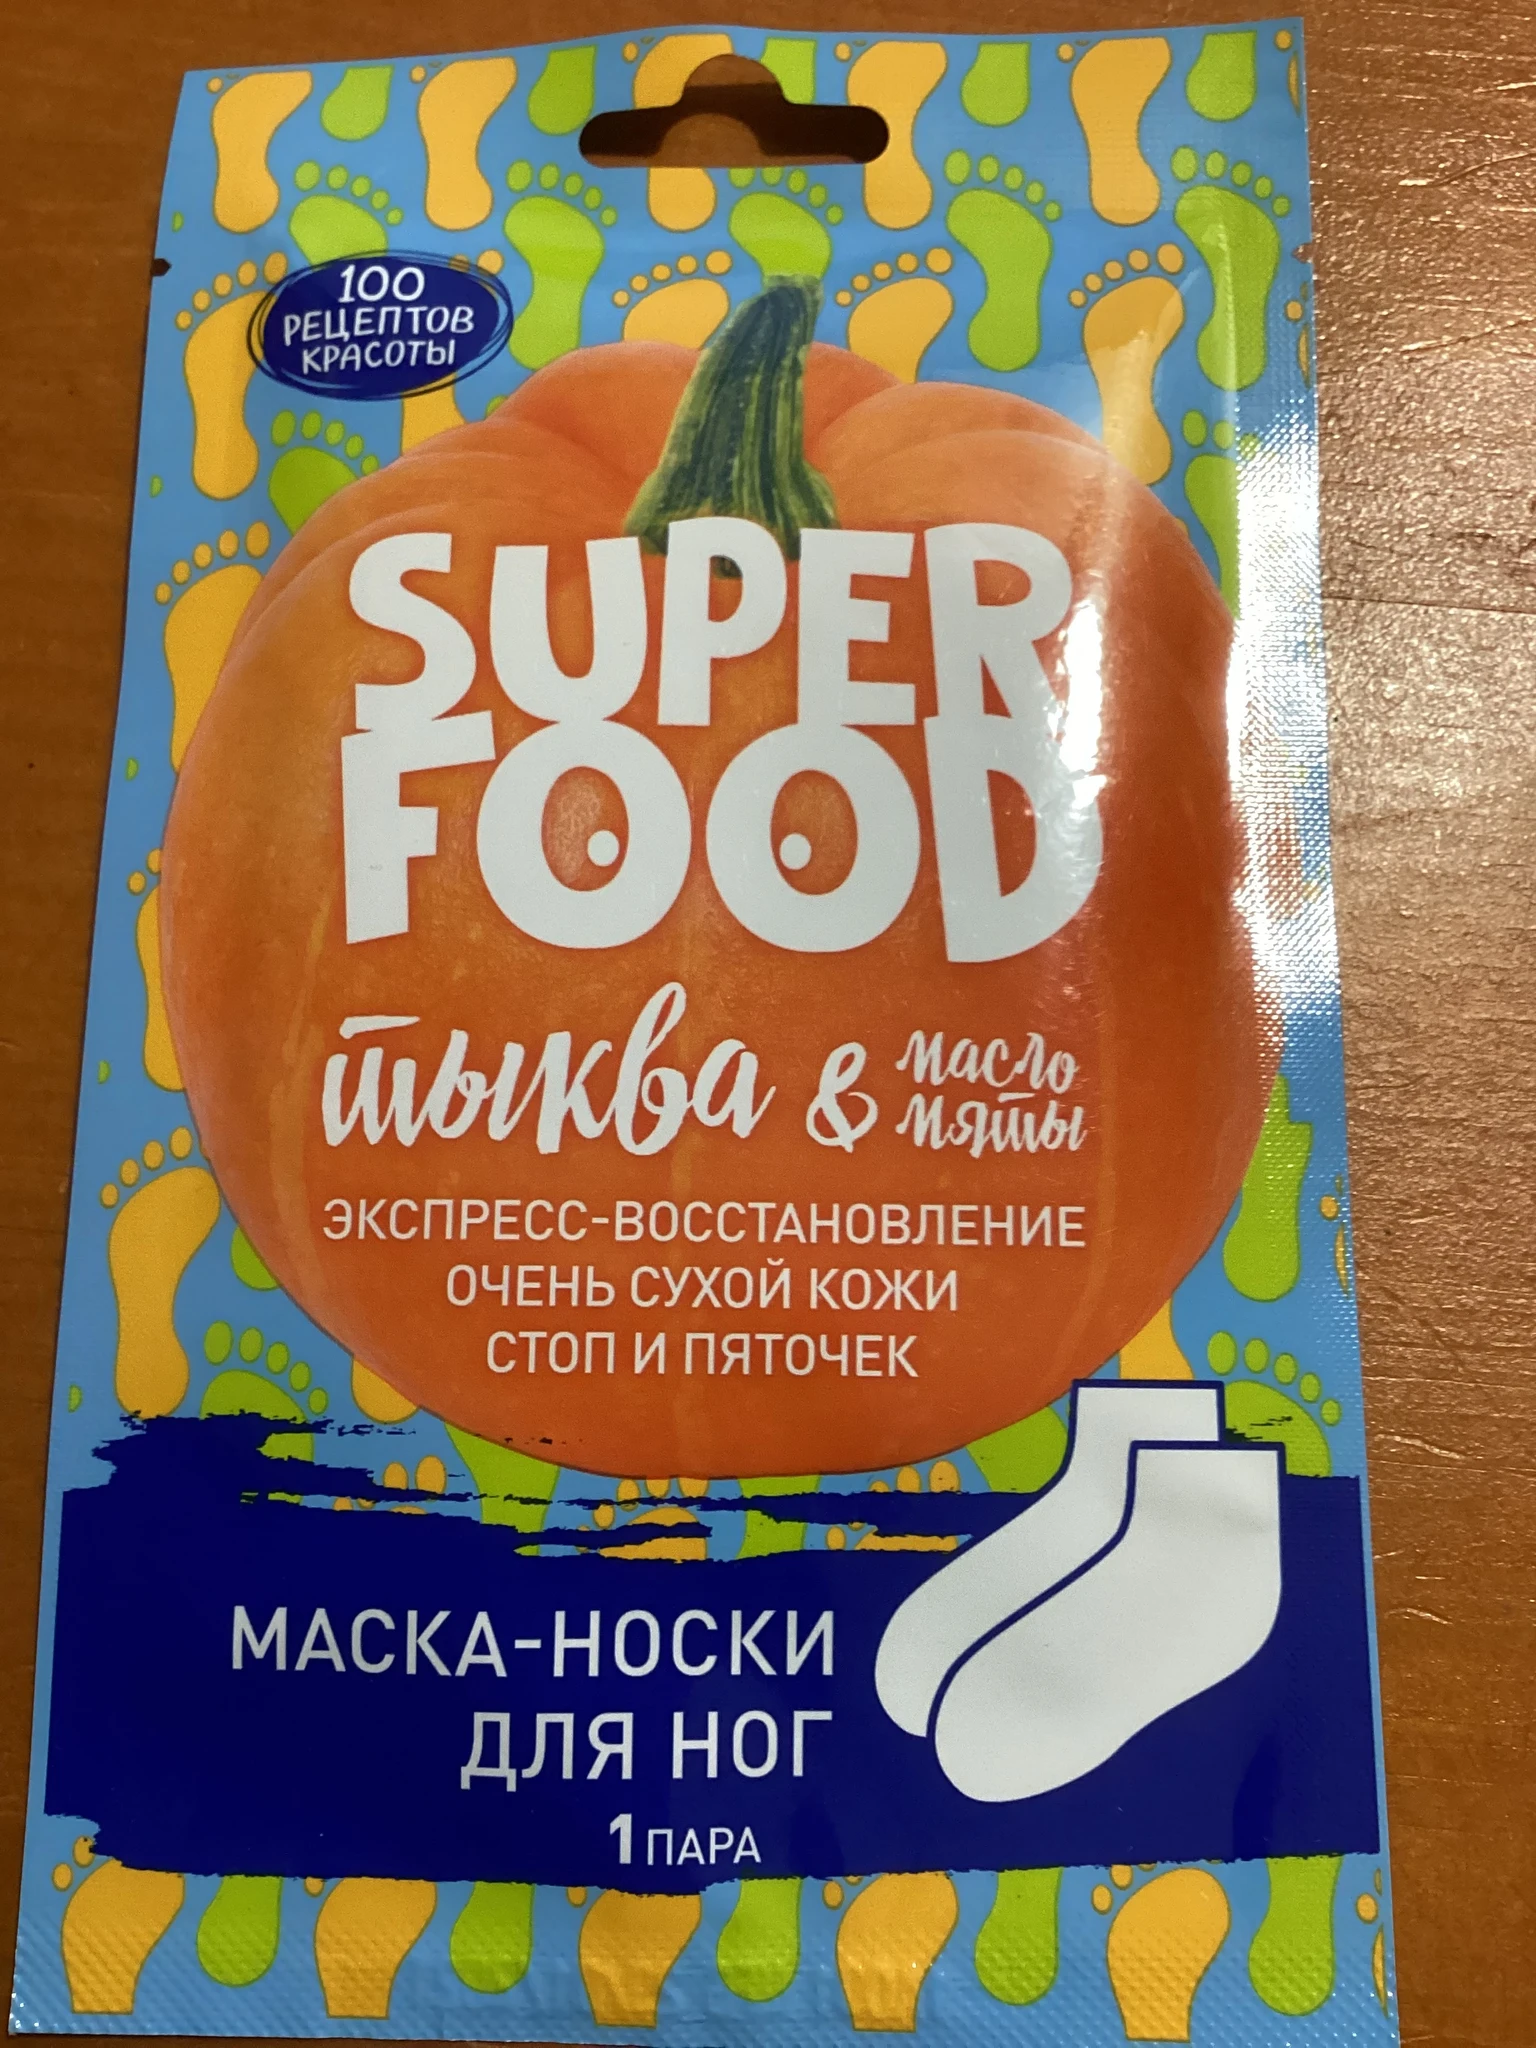 100
РЕЦЕПТОВ
КРАСОТЫ
SUPER
FOOD
тыква & масло
мяты
ЭКСПРЕСС-ВОССТАНОВЛЕНИЕ
ОЧЕНЬ СУХОЙ КОЖИ
СТОП И ПЯТОЧЕК
МАСКА-НОСКИ
ДЛЯ НОГ
1 ПАРА